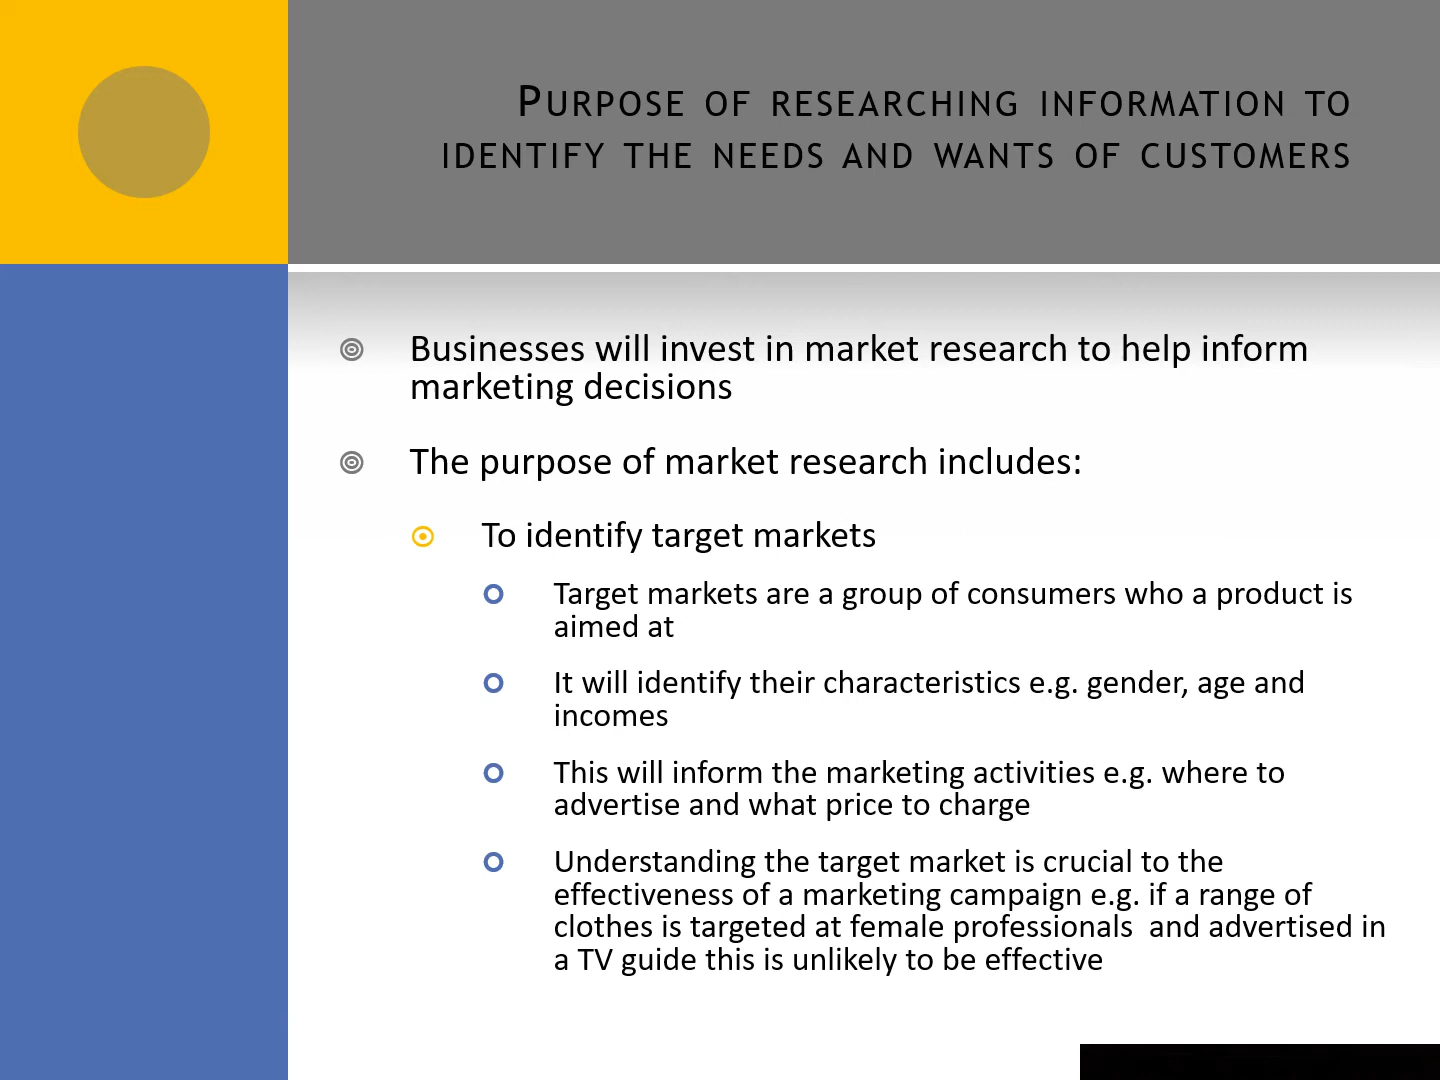 Purpose of researching information to
identify the needs and wants of customers
Businesses will invest in market research to help inform
marketing decisions
The purpose of market research includes:
To identify target markets
Target markets are a group of consumers who a product is
aimed at
It will identify their characteristics e.g. gender, age and
incomes
This will inform the marketing activities e.g. where to
advertise and what price to charge
Understanding the target market is crucial to the
effectiveness of a marketing campaign e.g. if a range of
clothes is targeted at female professionals  and advertised in
a TV guide this is unlikely to be effective